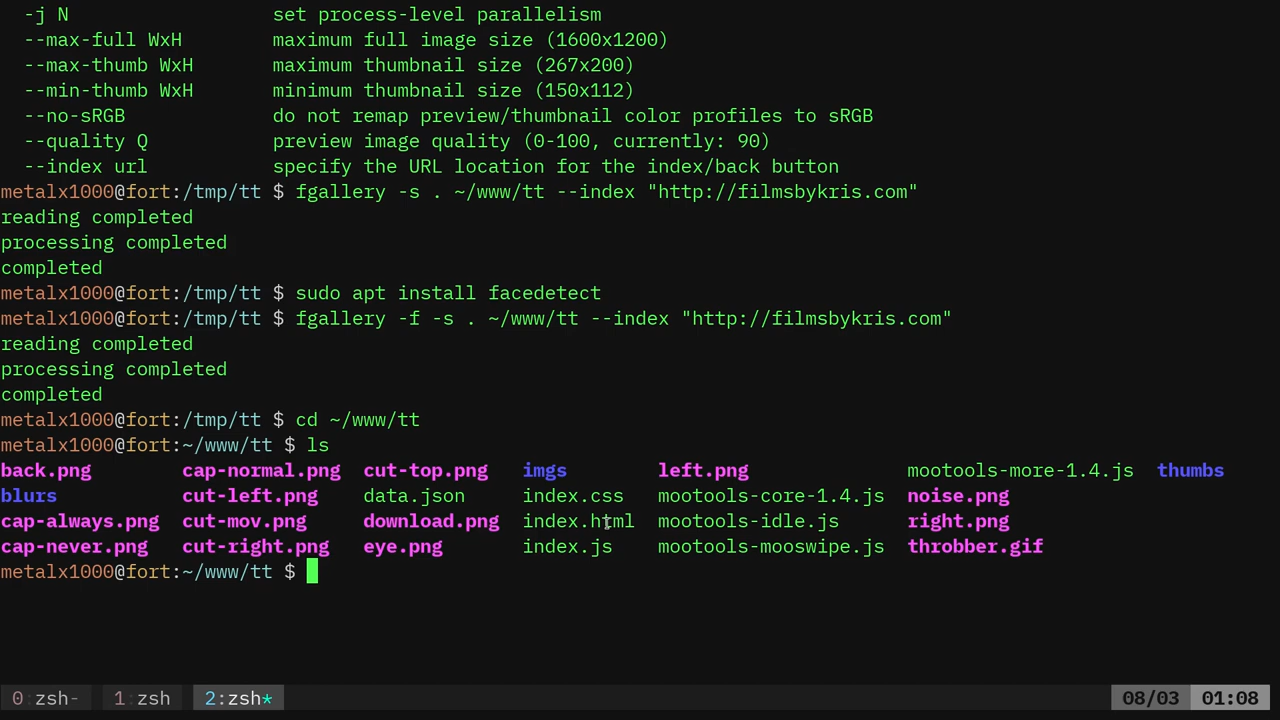 -j N set process-level parallelism
--max-full WxH maximum full image size (1600x1200)
--max-thumb WxH maximum thumbnail size (267x200)
--min-thumb WxH minimum thumbnail size (150x112)
--no-sRGB do not remap preview/thumbnail color profiles to sRGB
--quality Q preview image quality (0-100, currently: 90)
--index url specify the URL location for the index/back button
metalx1000@fort:/tmp/tt $ fgallery -s . ~/www/tt --index "http://filmsbykris.com"
reading completed
processing completed
completed
metalx1000@fort:/tmp/tt $ sudo apt install facedetect
metalx1000@fort:/tmp/tt $ fgallery -f -s . ~/www/tt --index "http://filmsbykris.com"
reading completed
processing completed
completed
metalx1000@fort:/tmp/tt $ cd ~/www/tt
metalx1000@fort:~/www/tt $ ls
back.png cap-normal.png cut-top.png imgs left.png mootools-more-1.4.js thumbs
blurs cut-left.png data.json index.css mootools-core-1.4.js noise.png
cap-always.png cut-mov.png download.png index.html mootools-idle.js right.png
cap-never.png cut-right.png eye.png index.js mootools-mooswipe.js throbber.gif
metalx1000@fort:~/www/tt $
0:zsh- 1:zsh 2:zsh* 08/03 01:08